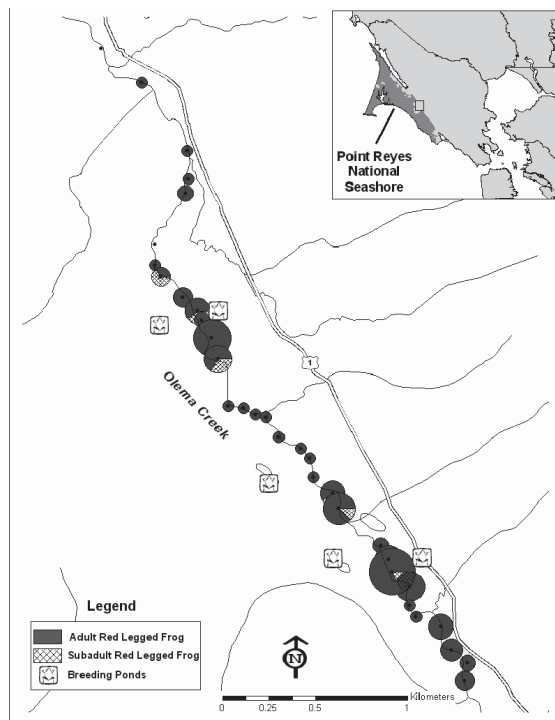 Point Reyes
National
Seashore
1
Olema Creek
Legend
Adult Red Legged Frog
Subadult Red Legged Frog
Breeding Ponds
N
Kilometers
0 0.25 0.5 1